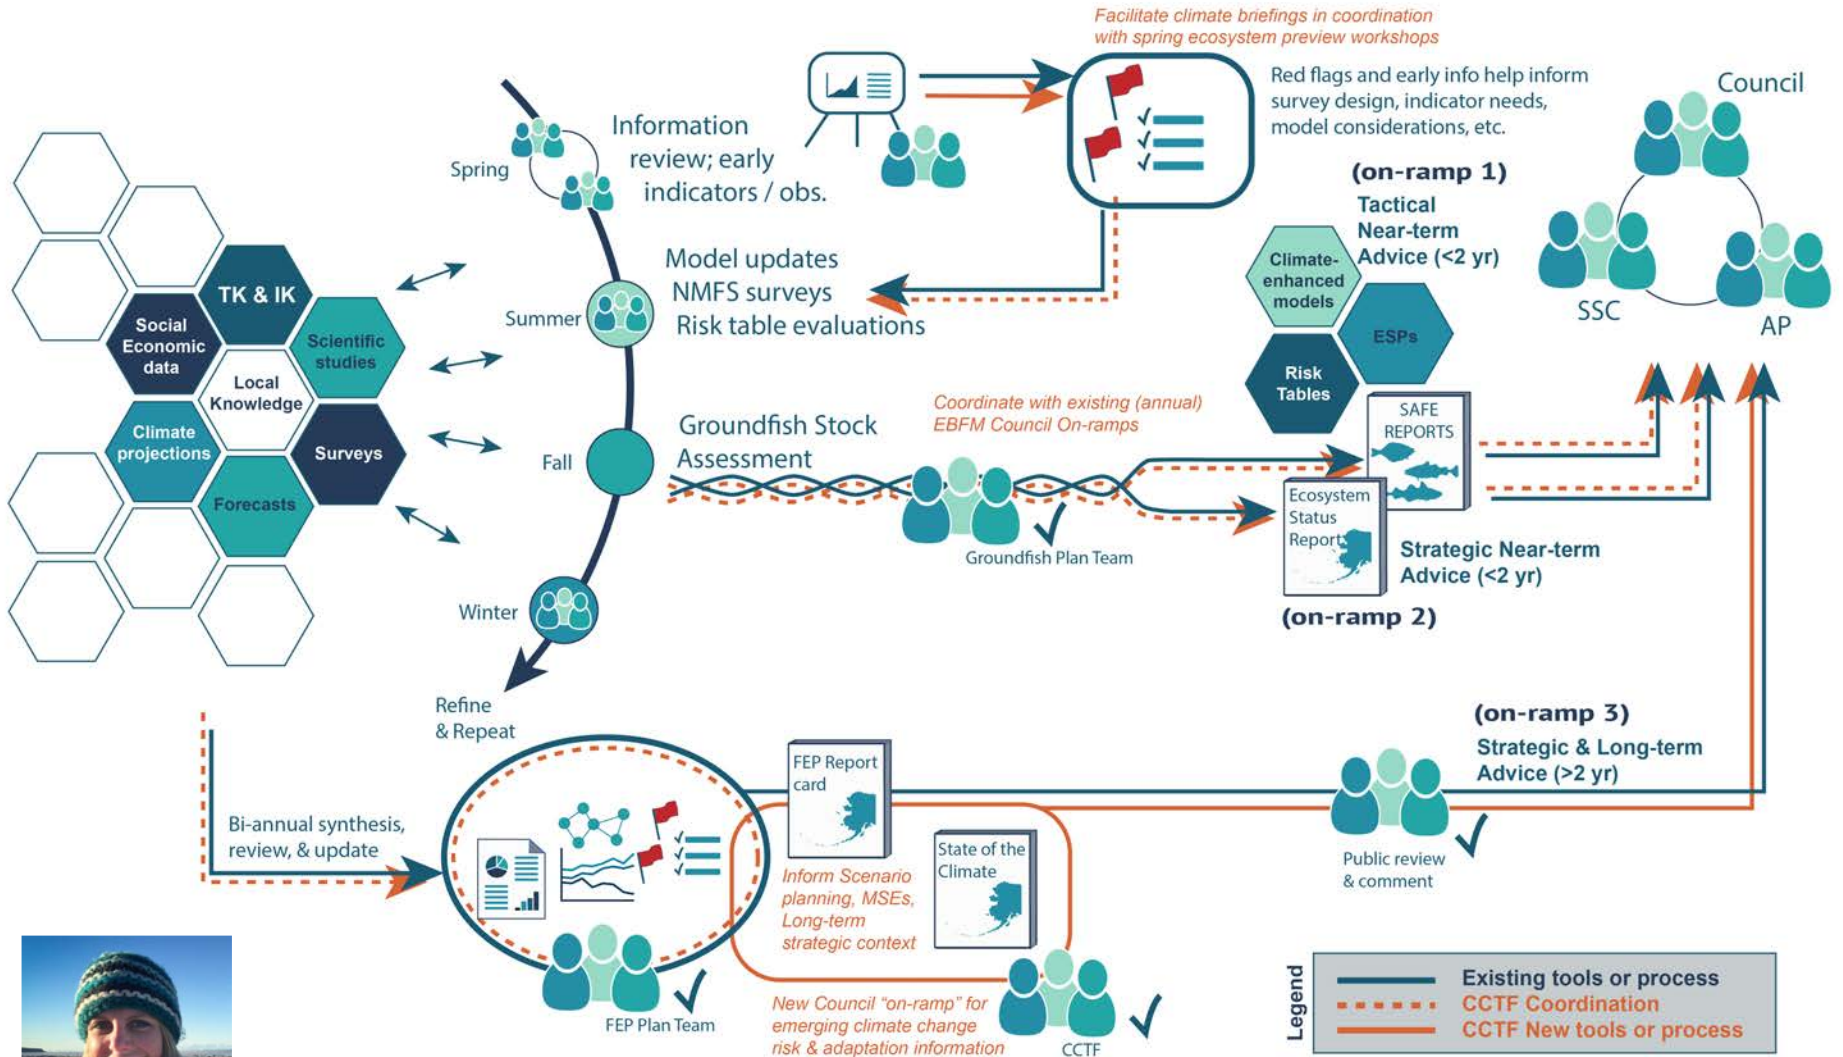 Facilitate climate briefings in coordination
with spring ecosystem preview workshops
Red flags and early info help inform
survey design, indicator needs,
model considerations, etc.
Council
SSC
AP
Information
review; early
indicators / obs.
Spring
(on-ramp 1)
Tactical
Near-term
Advice (<2 yr)
Climate-
enhanced
models
ESPs
Risk
Tables
TK & IK
Social
Economic
data
Scientific
studies
Local
Knowledge
Climate
projections
Surveys
Forecasts
Summer
Model updates
NMFS surveys
Risk table evaluations
Fall
Groundfish Stock
Assessment
Coordinate with existing (annual)
EBFM Council On-ramps
Groundfish Plan Team
SAFE
REPORTS
Ecosystem
Status
Report
Strategic Near-term
Advice (<2 yr)
(on-ramp 2)
Winter
Refine
& Repeat
(on-ramp 3)
Strategic & Long-term
Advice (>2 yr)
Bi-annual synthesis,
review, & update
FEP Report
card
State of the
Climate
Inform Scenario
planning, MSEs,
Long-term
strategic context
Public review
& comment
FEP Plan Team
New Council “on-ramp” for
emerging climate change
risk & adaptation information
CCTF
Legend
Existing tools or process
CCTF Coordination
CCTF New tools or process